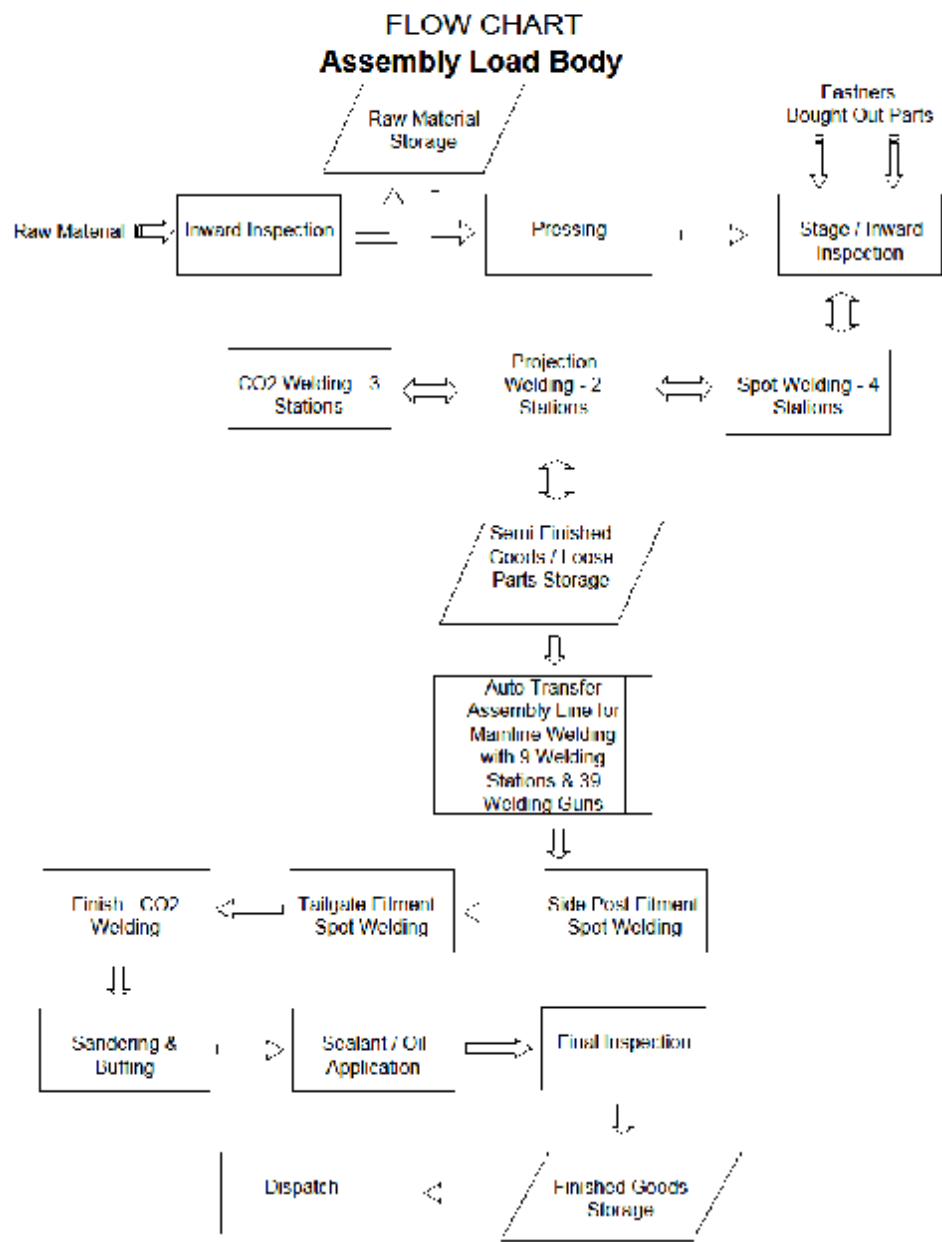 FLOW CHART
Assembly Load Body
Raw Material
Storage
Fastners
Bought Out Parts
Raw Material
Inward Inspection
Pressing
Stage / Inward
Inspection
CO2 Welding - 3
Stations
Projection
Welding - 2
Stations
Spot Welding - 4
Stations
Semi Finished
Goods / Loose
Parts Storage
Auto Transfer
Assembly Line for
Mainline Welding
with 9 Welding
Stations & 39
Welding Guns
Finish - CO2
Welding
Tailgate Fitment
Spot Welding
Side Post Fitment
Spot Welding
Sandering &
Buffing
Sealant / Oil
Application
Final Inspection
Dispatch
Finished Goods
Storage